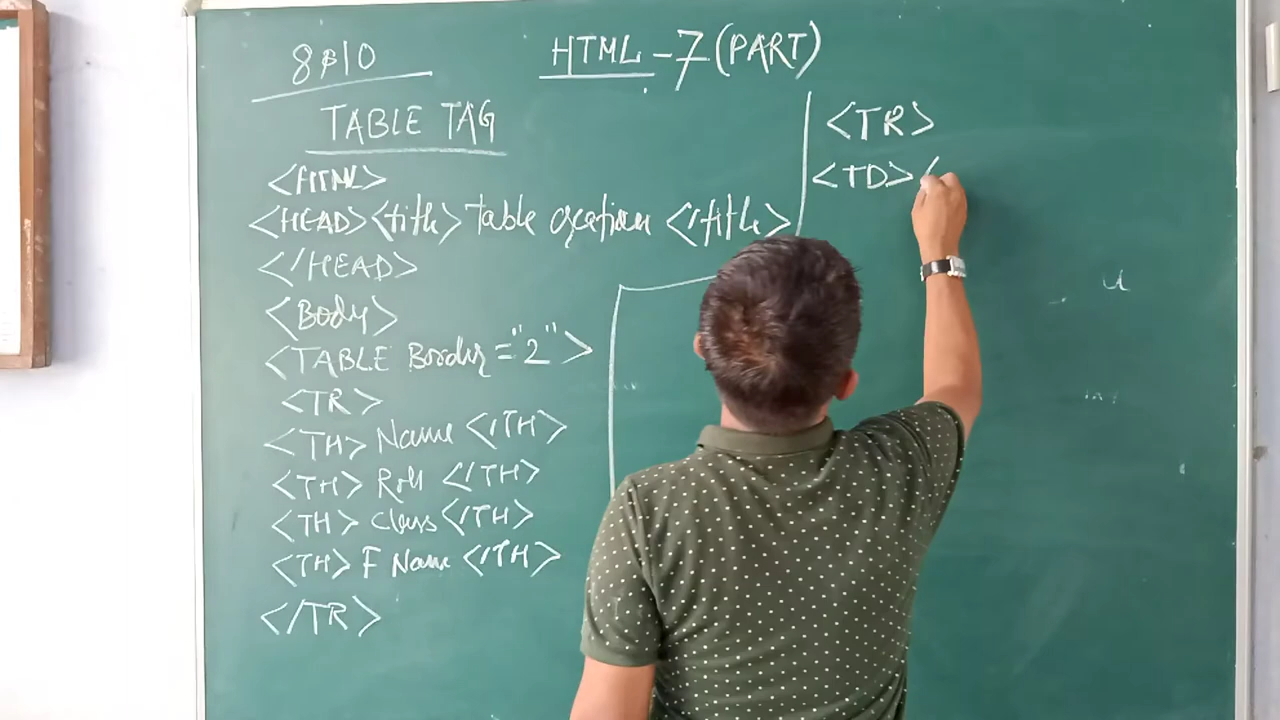 HTML-7 (PART)
TABLE TAG
<HTML>
<HEAD> <title> Table creation </title>
</HEAD>
<Body>
<TABLE Border="2">
<TR>
<TH> Name </TH>
<TH> Roll </TH>
<TH> Class </TH>
<TH> F Name </TH>
</TR>
<TR>
<TD>